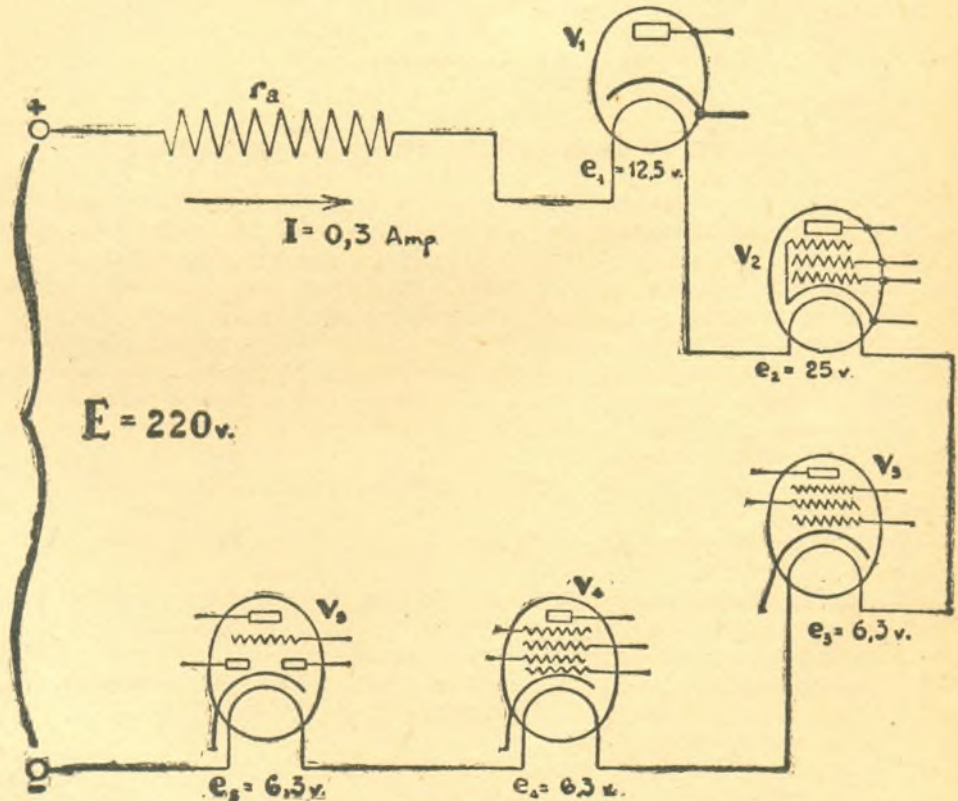 V₁
rₐ
+
e₁ = 12,5 v.
I = 0,3 Amp.
V₂
e₂ = 25 v.
E = 220 v.
V₃
e₃ = 6,3 v.
V₄
V₅
e₅ = 6,3 v.
e₄ = 6,3 v.
-